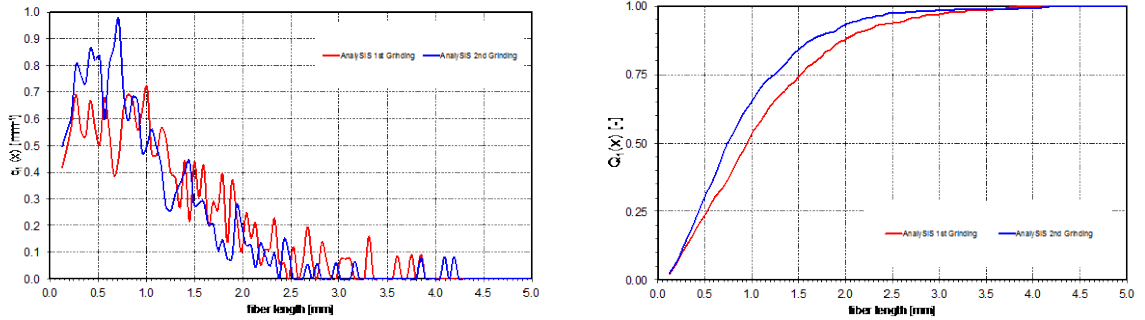 1.0
0.9
0.8
0.7
0.6
0.5
0.4
0.3
0.2
0.1
0.0
q₁(x) [mm⁻¹]
AnalySIS 1st Grinding
AnalySIS 2nd Grinding
0.0 0.5 1.0 1.5 2.0 2.5 3.0 3.5 4.0 4.5 5.0
fiber length [mm]
1.00
0.75
0.50
0.25
Q₁(x) [-]
AnalySIS 1st Grinding
AnalySIS 2nd Grinding
0.0 0.5 1.0 1.5 2.0 2.5 3.0 3.5 4.0 4.5 5.0
fiber length [mm]